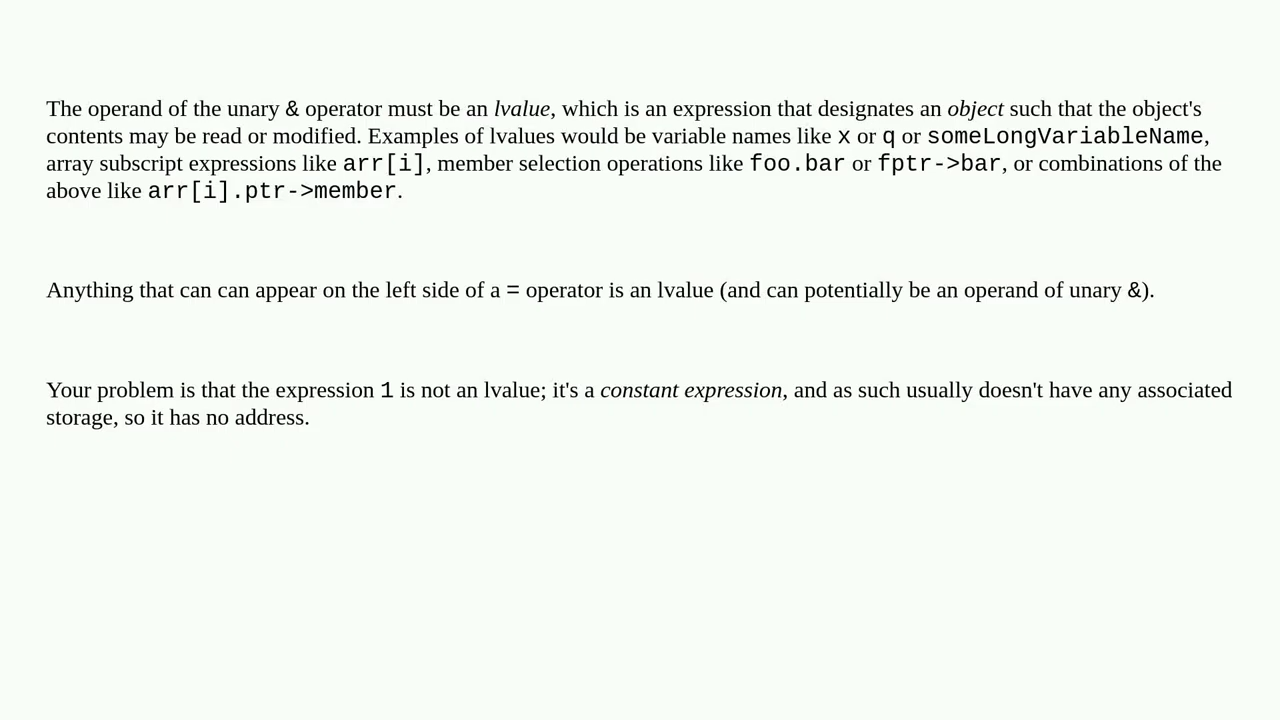 The operand of the unary & operator must be an lvalue, which is an expression that designates an object such that the object's
contents may be read or modified. Examples of lvalues would be variable names like x or q or someLongVariableName,
array subscript expressions like arr[i], member selection operations like foo.bar or fptr->bar, or combinations of the
above like arr[i].ptr->member.
Anything that can can appear on the left side of a = operator is an lvalue (and can potentially be an operand of unary &).
Your problem is that the expression 1 is not an lvalue; it's a constant expression, and as such usually doesn't have any associated
storage, so it has no address.